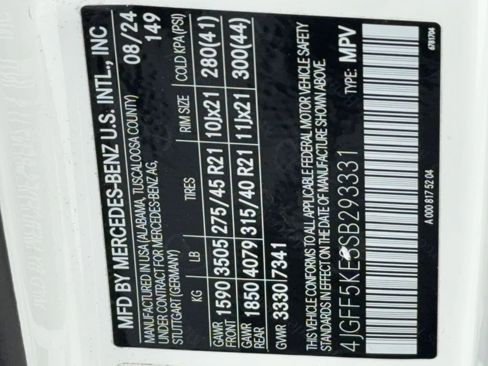 MFD BY MERCEDES-BENZ U.S. INTL., INC
MANUFACTURED IN USA (ALABAMA, TUSCALOOSA COUNTY) 08/24
UNDER CONTRACT FOR MERCEDES-BENZ AG, 149
STUTTGART (GERMANY)
KG LB TIRES RIM SIZE COLD KPA (PSI)
GAWR FRONT 1590 3505 275/45 R21 10Jx21 280(41)
GAWR REAR 1850 4079 315/40 R21 11Jx21 300(44)
GVWR 3330/7341
THIS VEHICLE CONFORMS TO ALL APPLICABLE FEDERAL MOTOR VEHICLE SAFETY
STANDARDS IN EFFECT ON THE DATE OF MANUFACTURE SHOWN ABOVE.
TYPE: MPV
A 000 817 52 04